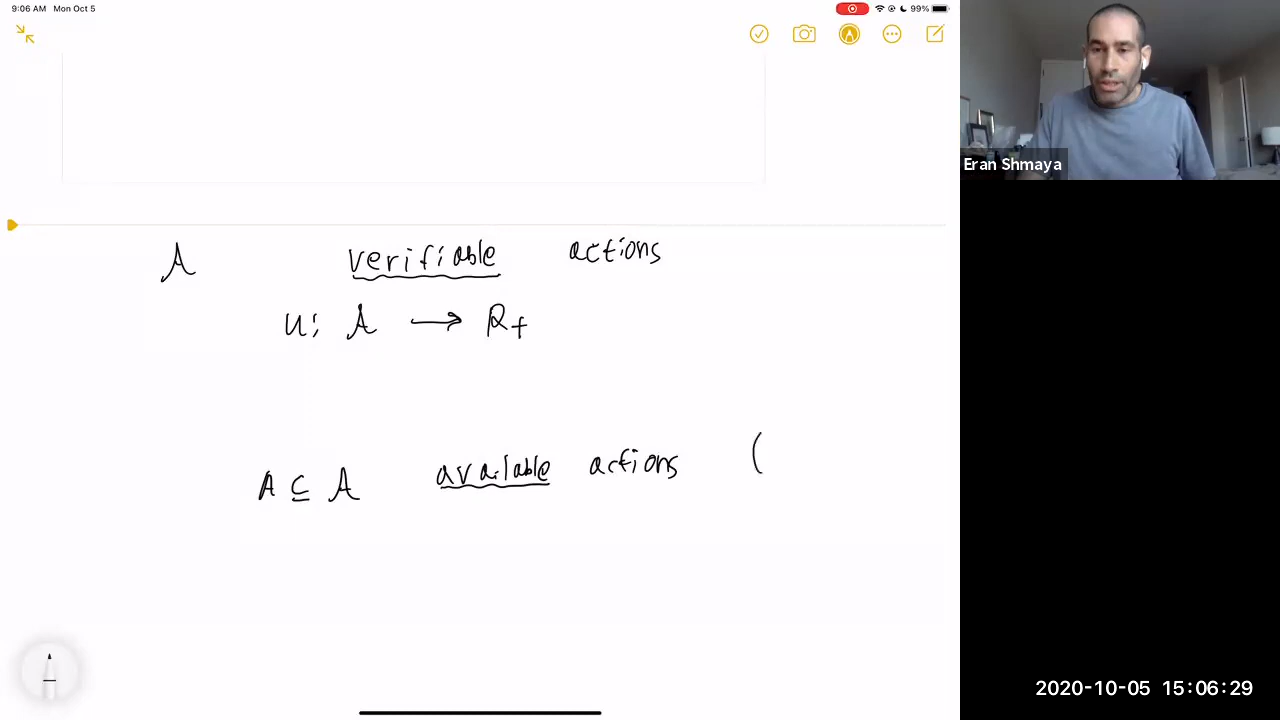 9:06 AM Mon Oct 5
99%
𝒜 verifiable actions
u: 𝒜 → R+
A ⊆ 𝒜 available actions (
Eran Shmaya
2020-10-05 15:06:29